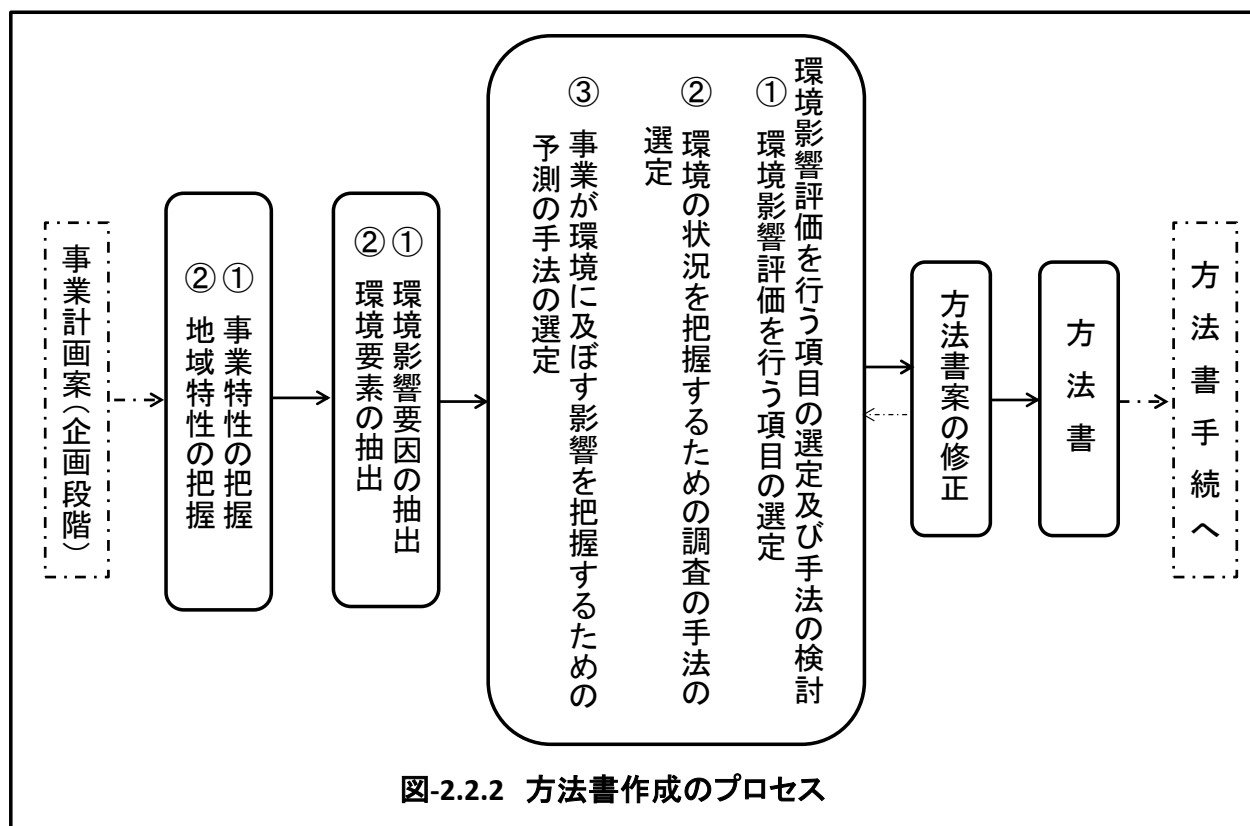 事業計画案(企画段階)
①　事業特性の把握
②　地域特性の把握
①　環境影響要因の抽出
②　環境要素の抽出
環境影響評価を行う項目の選定及び手法の検討
①　環境影響評価を行う項目の選定
②　環境の状況を把握するための調査の手法の
選定
③　事業が環境に及ぼす影響を把握するための
予測の手法の選定
方法書案の修正
方法書
方法書手続へ
図-2.2.2 方法書作成のプロセス